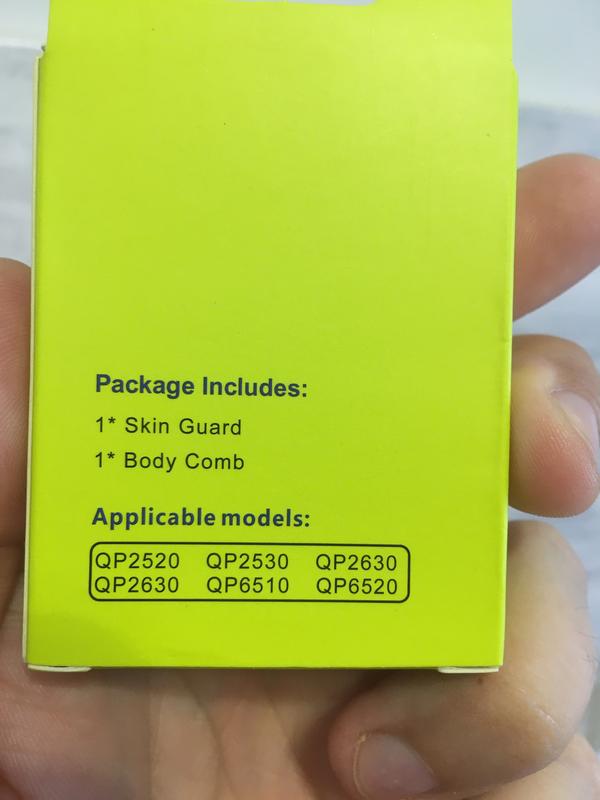 Package Includes:
1* Skin Guard
1* Body Comb
Applicable models:
QP2520 QP2530 QP2630
QP2630 QP6510 QP6520